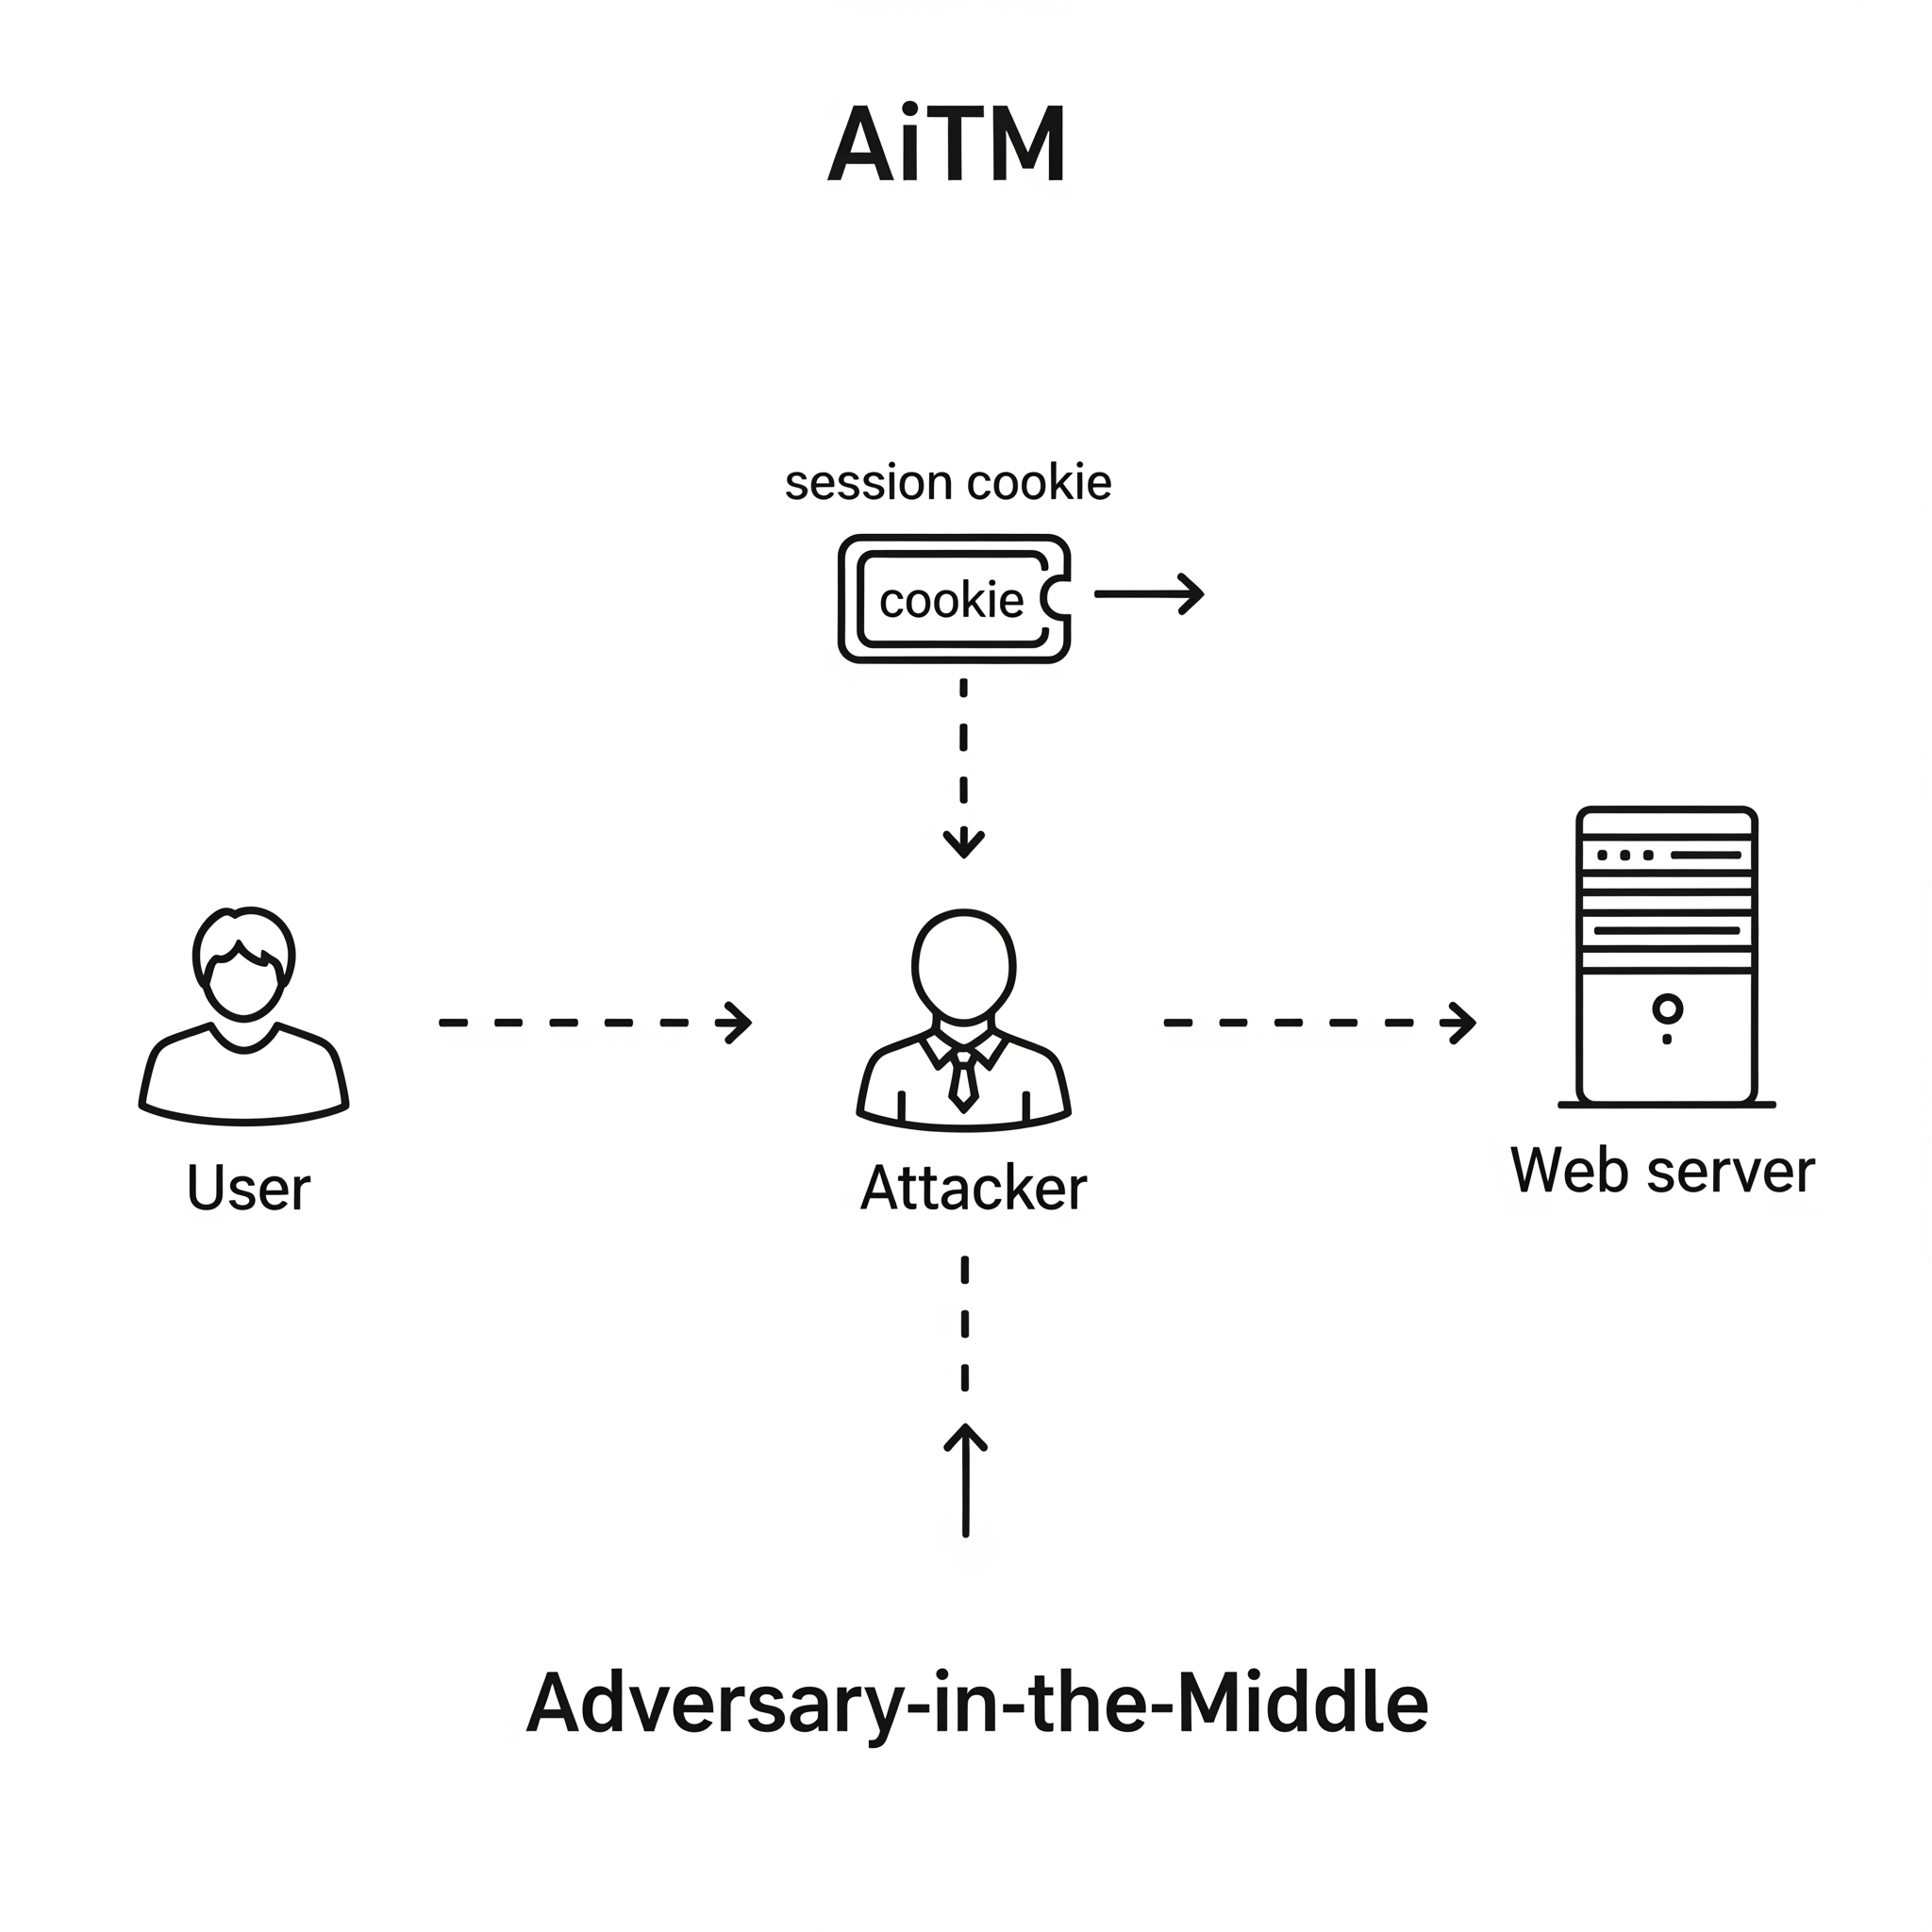 AiTM
session cookie
cookie
User
Attacker
Web server
Adversary-in-the-Middle